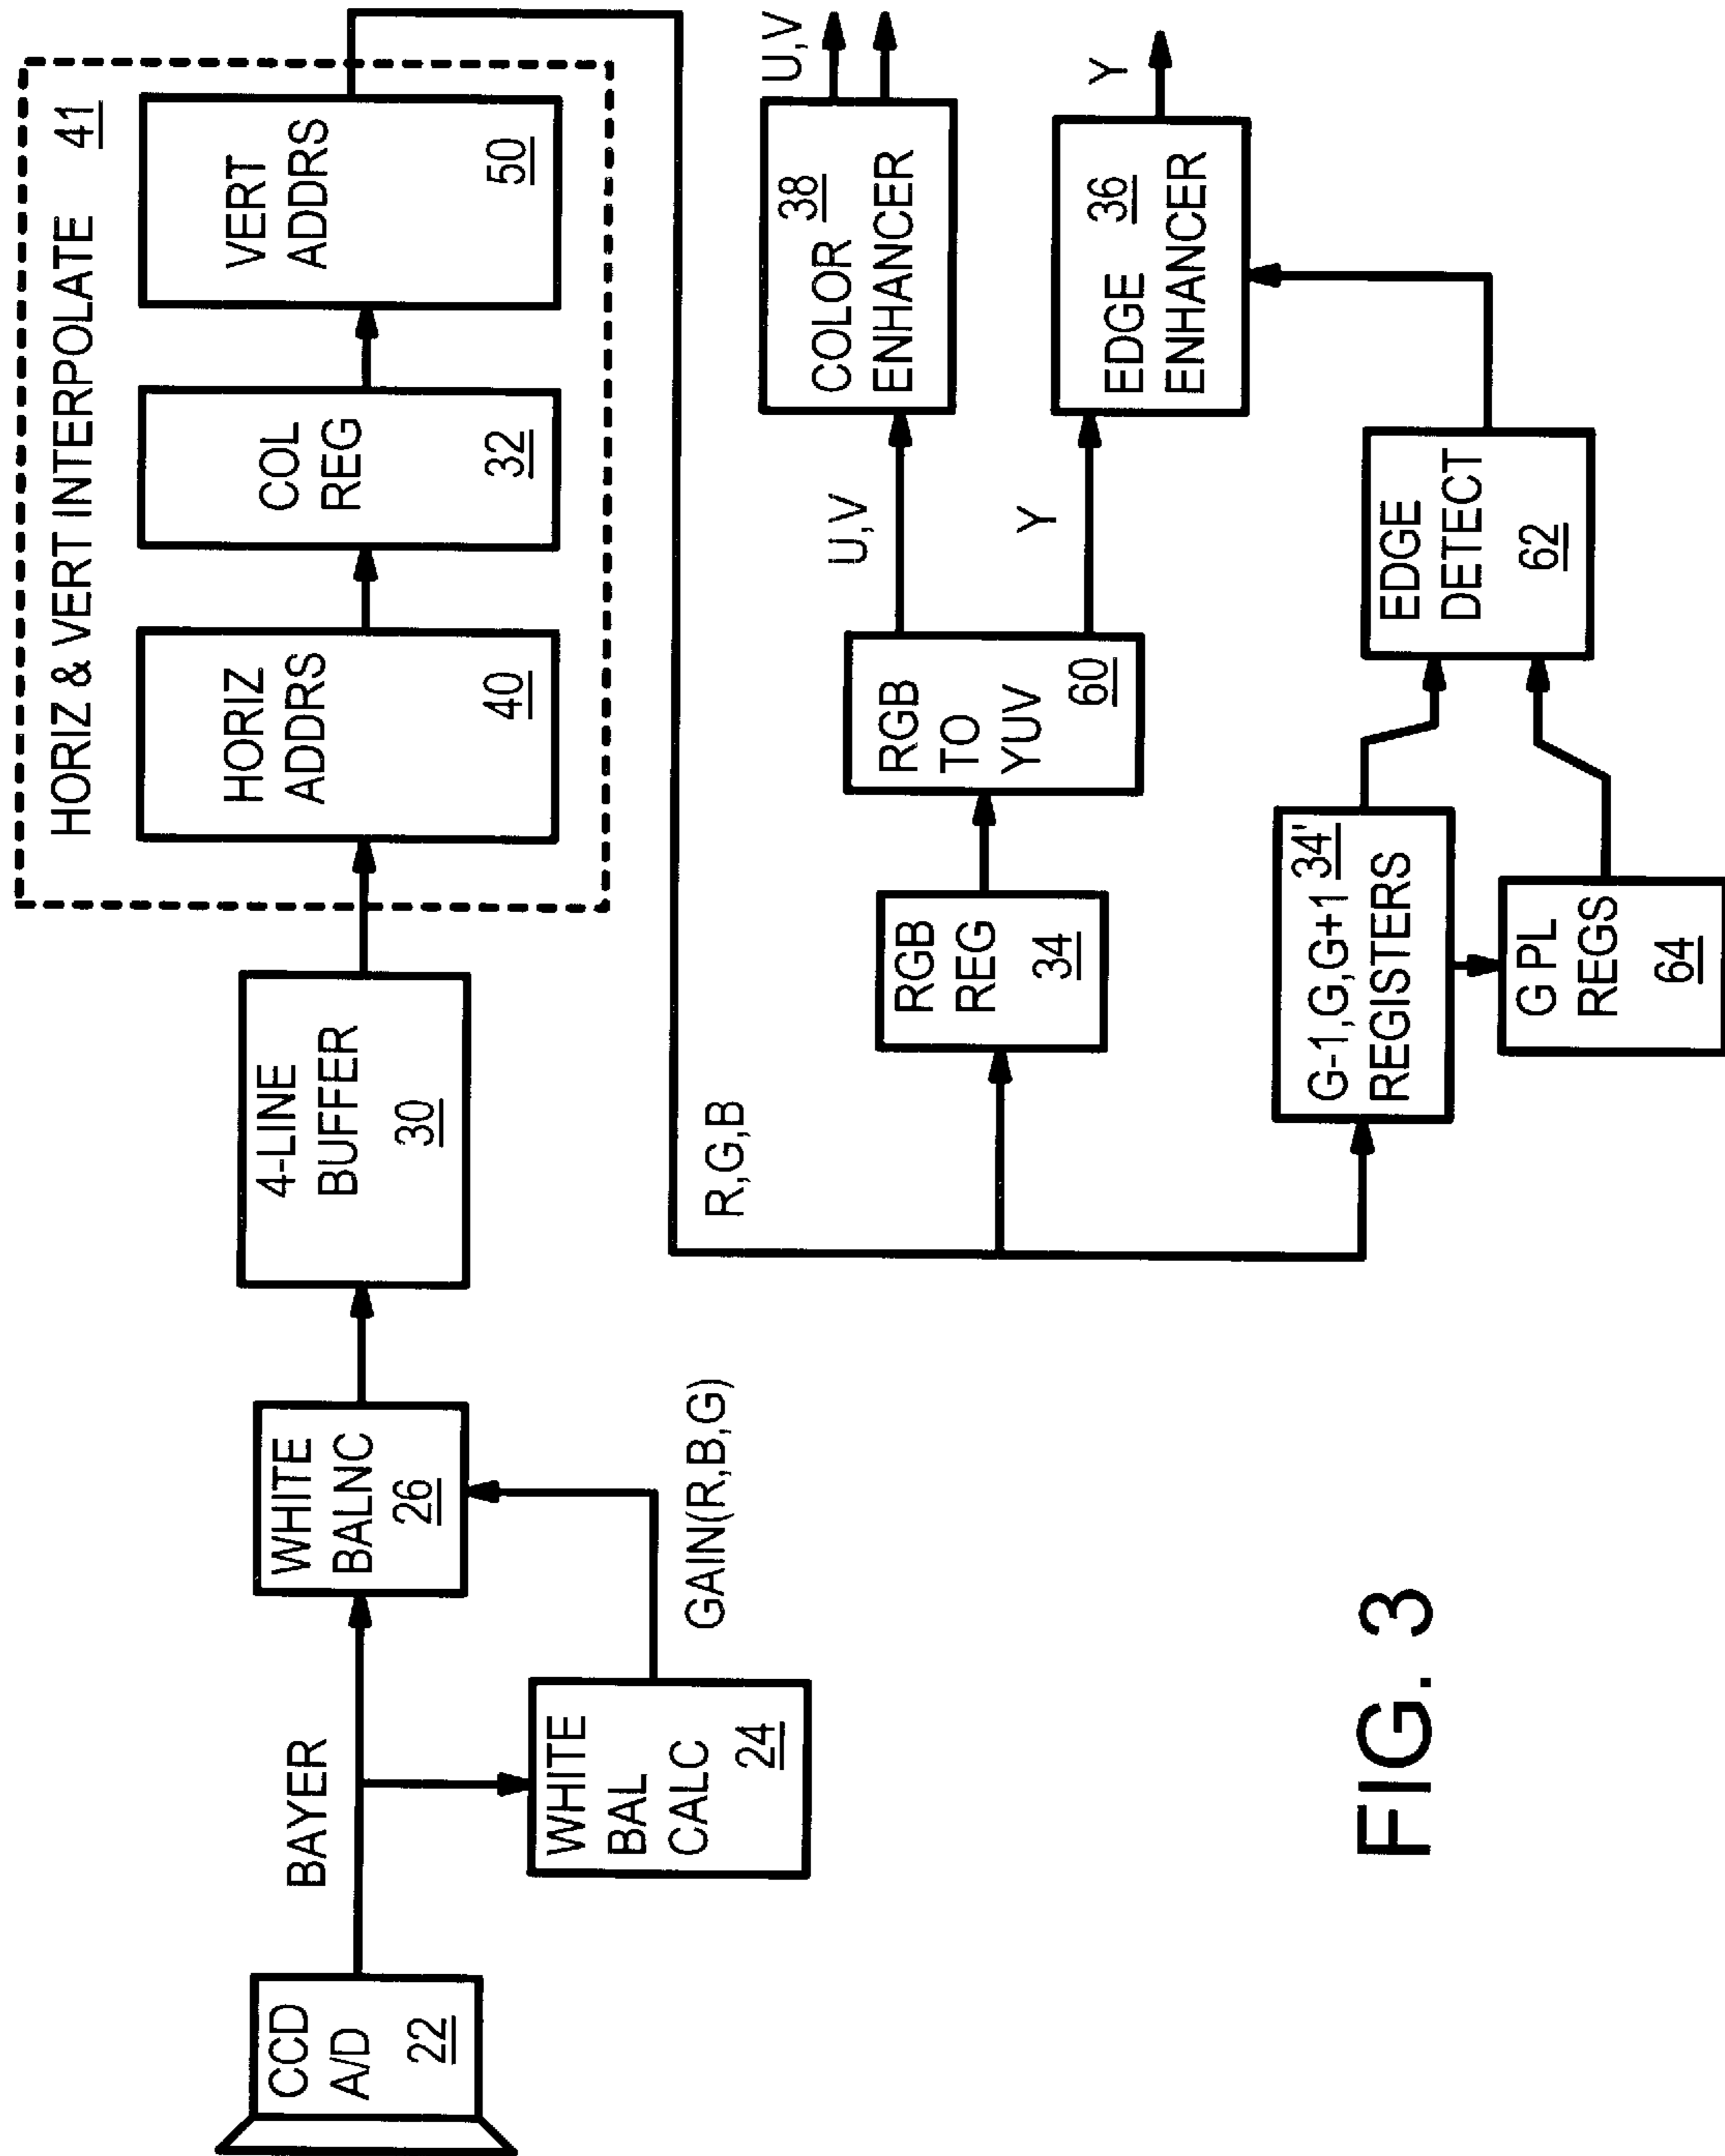 CCD
A/D
22
BAYER
WHITE
BAL
CALC
24
GAIN(R,B,G)
WHITE
BALNC
26
4-LINE
BUFFER
30
HORIZ & VERT INTERPOLATE 41
HORIZ
ADDRS
40
COL
REG
32
VERT
ADDRS
50
R,G,B
RGB
REG
34
RGB
TO
YUV
60
U,V
Y
COLOR 38
ENHANCER
U,V
EDGE 36
ENHANCER
Y
G-1,G,G+1 34'
REGISTERS
G PL
REGS
64
EDGE
DETECT
62
FIG. 3